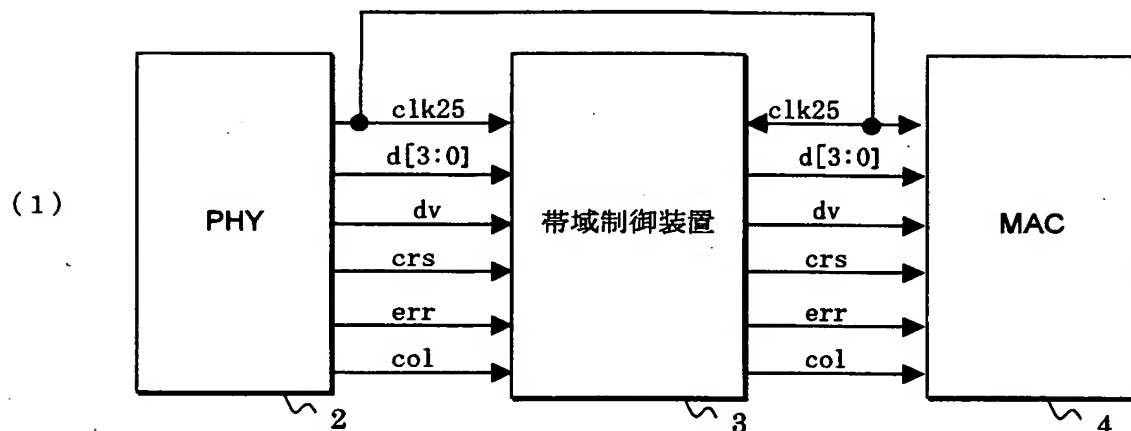 clk25
clk25
d[3:0]
d[3:0]
(1)
PHY
dv
帯域制御装置
dv
MAC
crs
crs
err
err
col
col
2
3
4